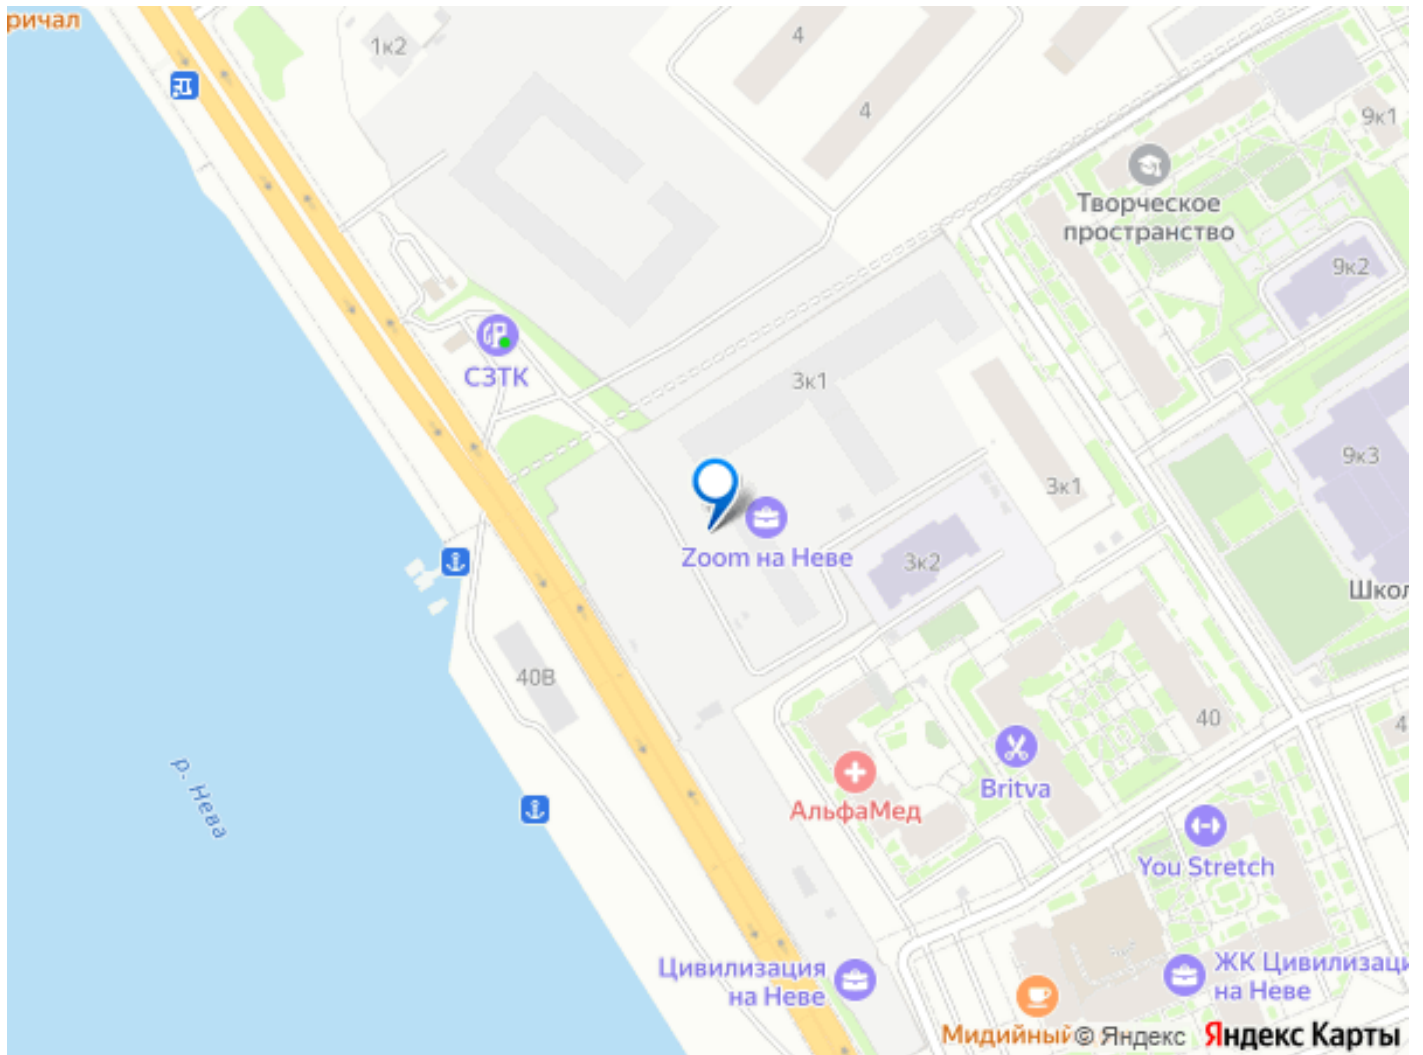 ричал
1к2
4
4
9к1
Творческое
пространство
9к2
СЗТК
3к1
9к3
3к1
Zoom на Неве
3к2
Школ
40В
40
4
р. Нева
Britva
АльфаМед
You Stretch
Цивилизация
на Неве
ЖК Цивилизаци
на Неве
Мидийный
© Яндекс
Яндекс Карты